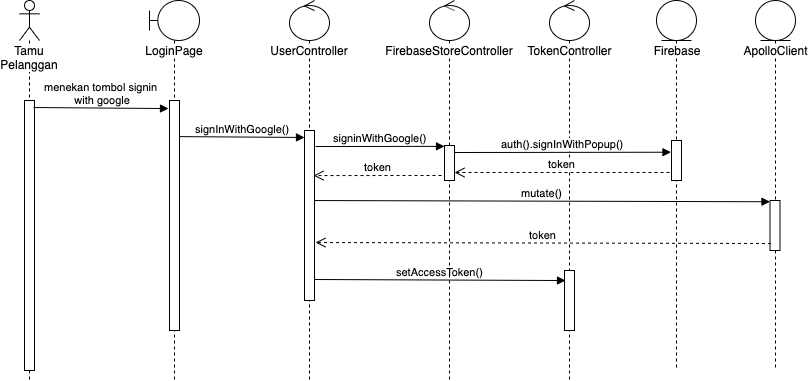 Tamu
Pelanggan
LoginPage
UserController
FirebaseStoreController
TokenController
Firebase
ApolloClient
menekan tombol signin
with google
signInWithGoogle()
signinWithGoogle()
auth().signInWithPopup()
token
token
mutate()
token
setAccessToken()